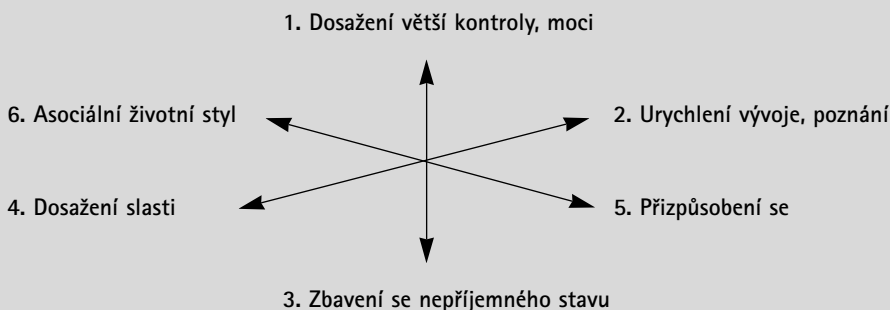 1. Dosažení větší kontroly, moci
6. Asociální životní styl
2. Urychlení vývoje, poznání
4. Dosažení slasti
5. Přizpůsobení se
3. Zbavení se nepříjemného stavu